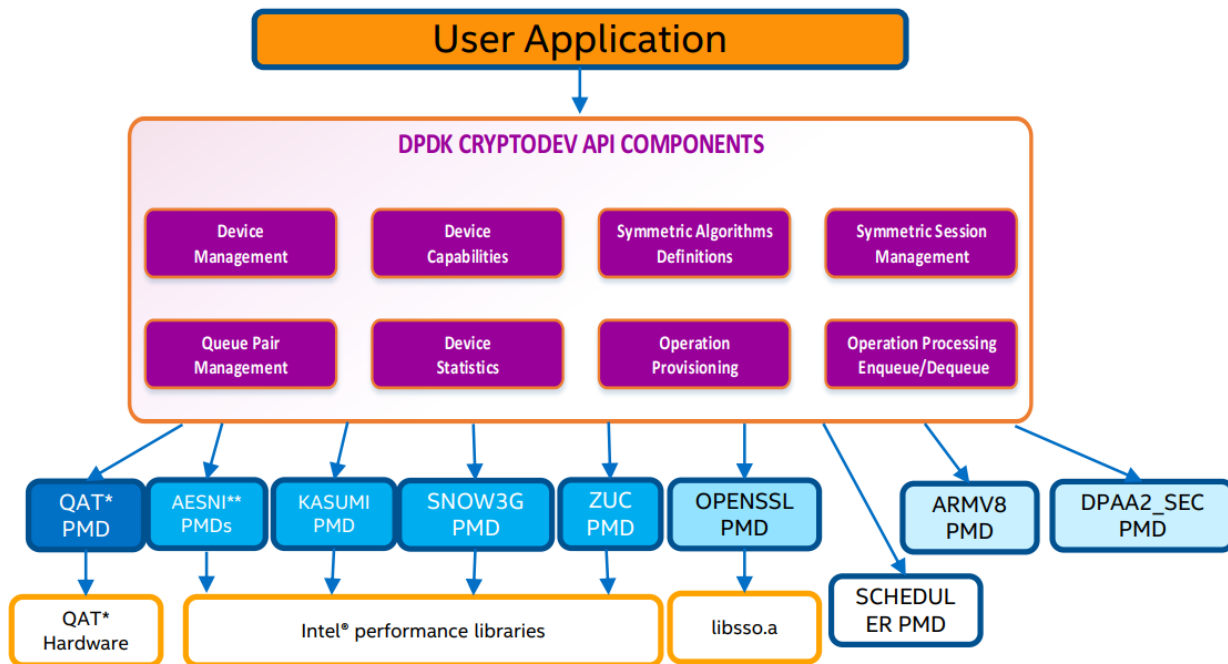 User Application
DPDK CRYPTODEV API COMPONENTS
Device
Management
Device
Capabilities
Symmetric Algorithms
Definitions
Symmetric Session
Management
Queue Pair
Management
Device
Statistics
Operation
Provisioning
Operation Processing
Enqueue/Dequeue
QAT*
PMD
AESNI**
PMDs
KASUMI
PMD
SNOW3G
PMD
ZUC
PMD
OPENSSL
PMD
ARMV8
PMD
DPAA2_SEC
PMD
QAT*
Hardware
Intel® performance libraries
libsso.a
SCHEDUL
ER PMD